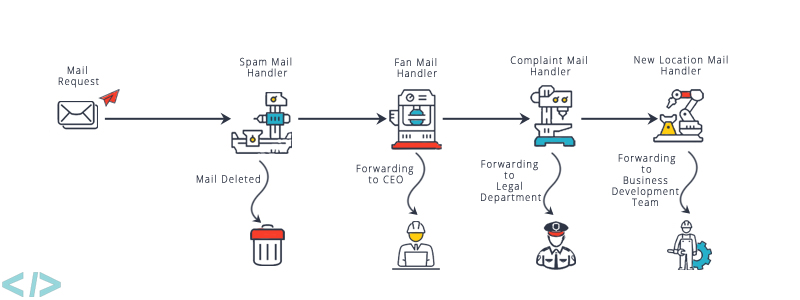 Mail
Request
Spam Mail
Handler
Fan Mail
Handler
Complaint Mail
Handler
New Location Mail
Handler
Mail Deleted
Forwarding
to CEO
Forwarding
to
Legal
Department
Forwarding
to
Business
Development
Team
</>